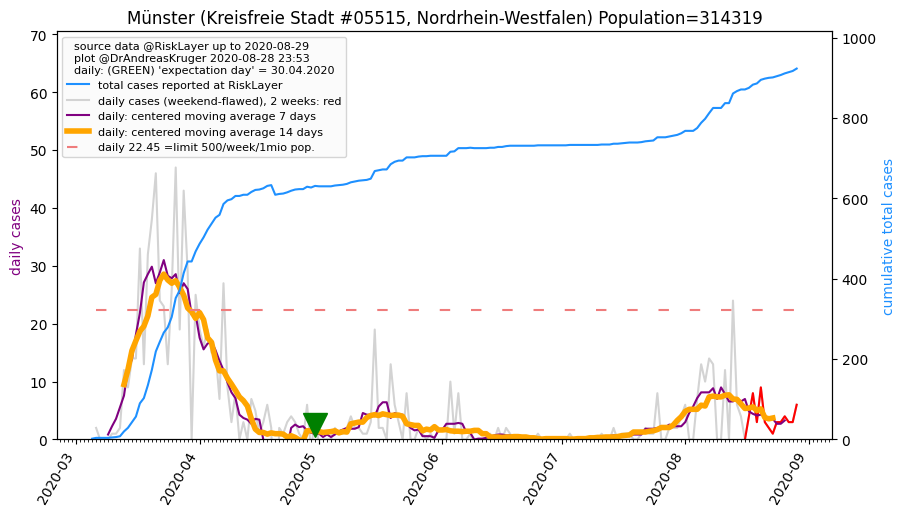 Münster (Kreisfreie Stadt #05515, Nordrhein-Westfalen) Population=314319
source data @RiskLayer up to 2020-08-29
plot @DrAndreasKruger 2020-08-28 23:53
daily: (GREEN) 'expectation day' = 30.04.2020
total cases reported at RiskLayer
daily cases (weekend-flawed), 2 weeks: red
daily: centered moving average 7 days
daily: centered moving average 14 days
daily 22.45 =limit 500/week/1mio pop.
daily cases
70
60
50
40
30
20
10
0
cumulative total cases
1000
800
600
400
200
0
2020-03
2020-04
2020-05
2020-06
2020-07
2020-08
2020-09